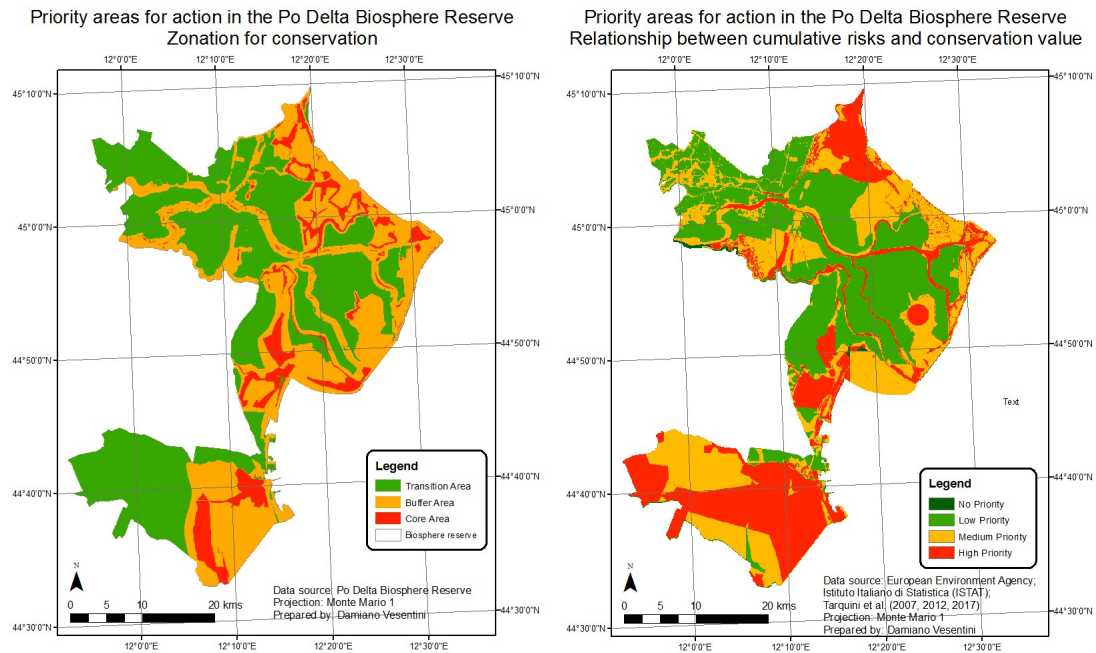 Priority areas for action in the Po Delta Biosphere Reserve
Zonation for conservation
12°0'0"E 12°10'0"E 12°20'0"E 12°30'0"E
45°10'0"N
45°10'0"N
45°0'0"N
45°0'0"N
44°50'0"N
44°50'0"N
44°40'0"N
44°40'0"N
44°30'0"N
44°30'0"N
Legend
Transition Area
Buffer Area
Core Area
Biosphere reserve
N
0 5 10 20 kms
Data source: Po Delta Biosphere Reserve
Projection: Monte Mario 1
Prepared by: Damiano Vesentini
12°0'0"E 12°10'0"E 12°20'0"E 12°30'0"E
Priority areas for action in the Po Delta Biosphere Reserve
Relationship between cumulative risks and conservation value
12°0'0"E 12°10'0"E 12°20'0"E 12°30'0"E
45°10'0"N
45°10'0"N
45°0'0"N
45°0'0"N
44°50'0"N
44°50'0"N
Text
44°40'0"N
44°40'0"N
44°30'0"N
44°30'0"N
Legend
No Priority
Low Priority
Medium Priority
High Priority
N
0 5 10 20 kms
Data source: European Environment Agency;
Istituto Italiano di Statistica (ISTAT);
Tarquini et al. (2007, 2012, 2017)
Projection: Monte Mario 1
Prepared by: Damiano Vesentini
12°0'0"E 12°10'0"E 12°20'0"E 12°30'0"E